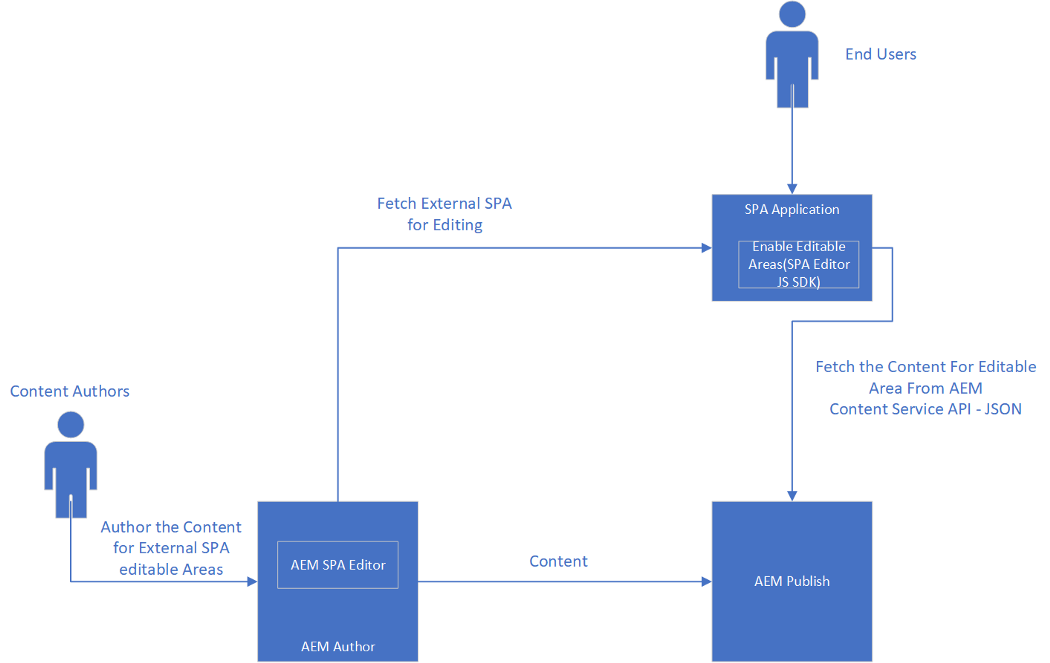 End Users
Fetch External SPA
for Editing
SPA Application
Enable Editable
Areas(SPA Editor
JS SDK)
Fetch the Content For Editable
Area From AEM
Content Service API - JSON
Content Authors
Author the Content
for External SPA
editable Areas
AEM SPA Editor
AEM Author
Content
AEM Publish